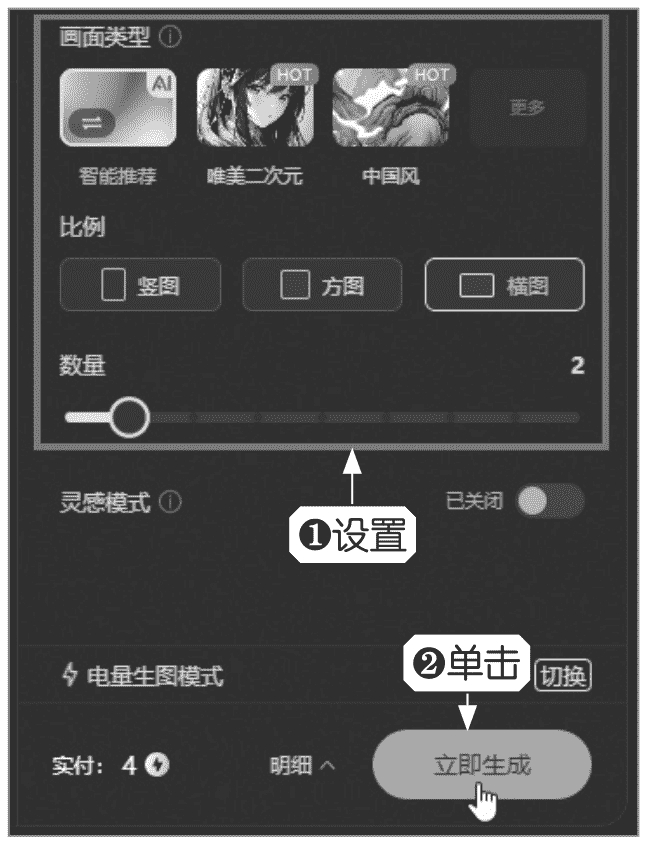 画面类型
AI
HOT
HOT
更多
智能推荐 唯美二次元 中国风
比例
竖图 方图 横图
数量 2
灵感模式 已关闭
❶设置
❷单击
电量生图模式 切换
实付: 4 明细 立即生成